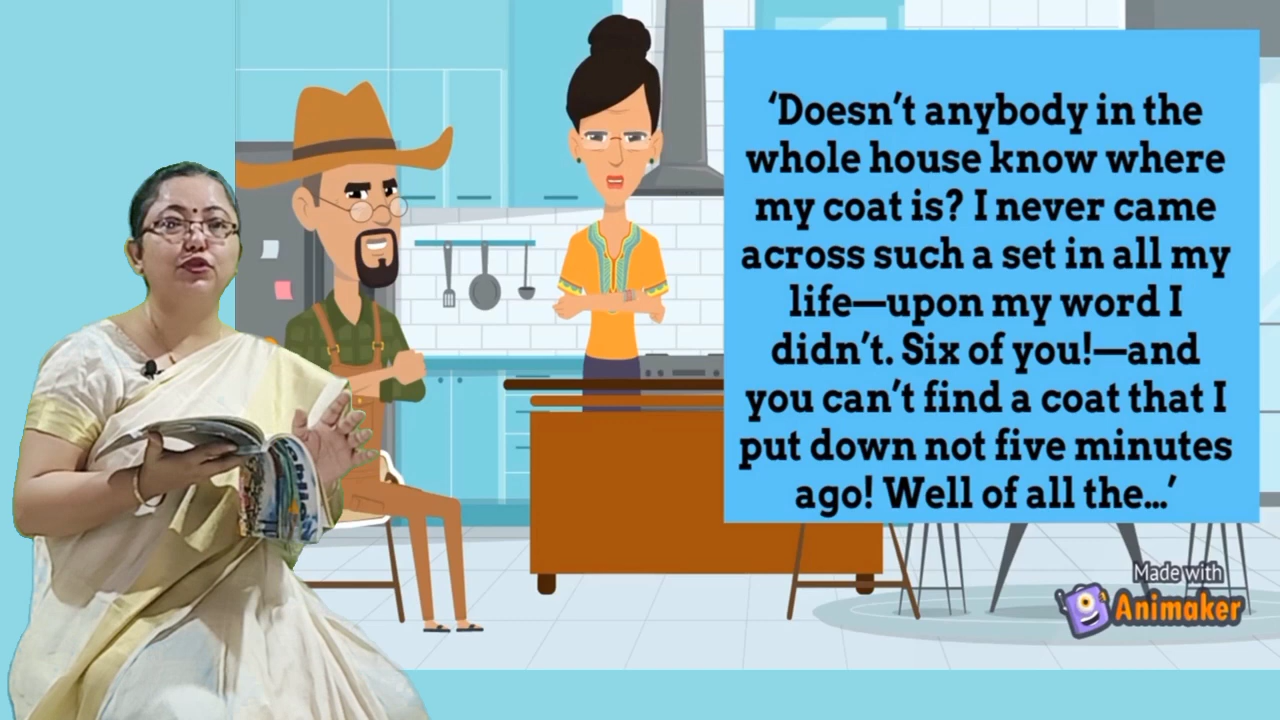 ‘Doesn’t anybody in the
whole house know where
my coat is? I never came
across such a set in all my
life—upon my word I
didn’t. Six of you!—and
you can’t find a coat that I
put down not five minutes
ago! Well of all the...’
Made with
Animaker